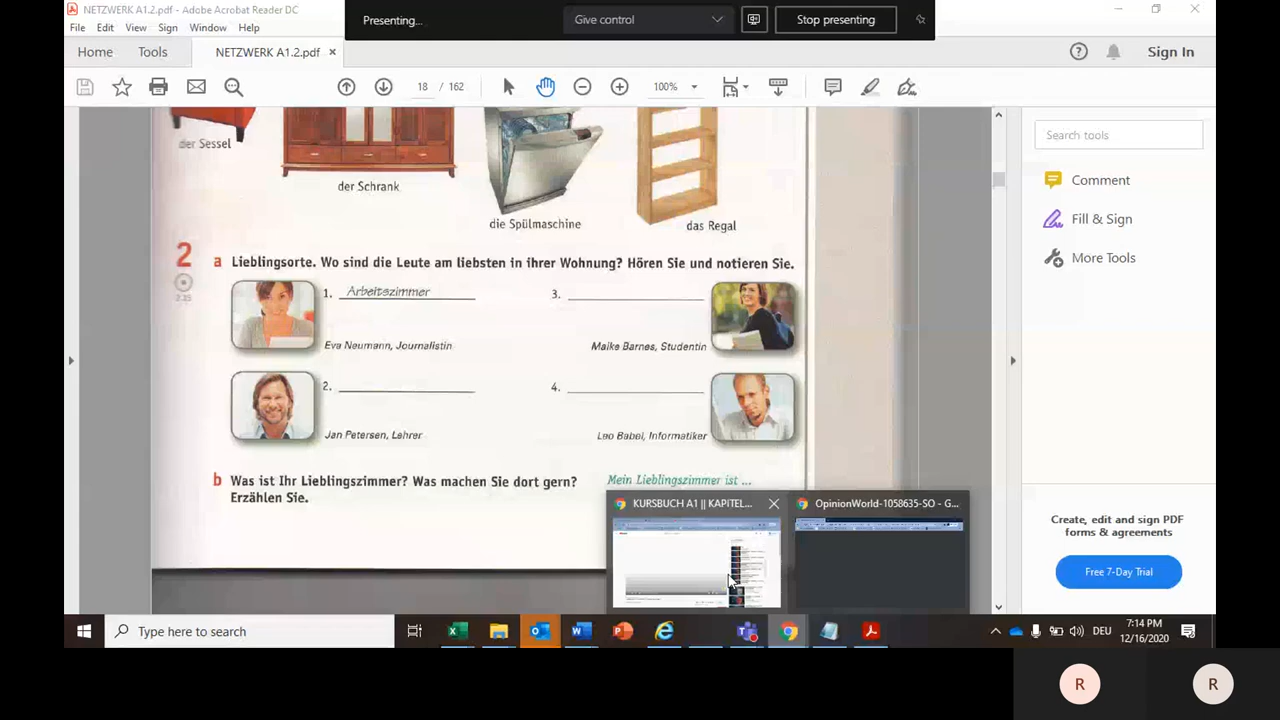 NETZWERK A1.2.pdf - Adobe Acrobat Reader DC
Presenting...
Give control
Stop presenting
File Edit View Sign Window Help
Home
Tools
NETZWERK A1.2.pdf
Sign In
18 / 162
100%
der Sessel
der Schrank
die Spülmaschine
das Regal
2 a Lieblingsorte. Wo sind die Leute am liebsten in ihrer Wohnung? Hören Sie und notieren Sie.
1. Arbeitszimmer
3.
Eva Neumann, Journalistin
Maike Barnes, Studentin
2.
4.
Jan Petersen, Lehrer
Leo Babel, Informatiker
b Was ist Ihr Lieblingszimmer? Was machen Sie dort gern?
Erzählen Sie.
Mein Lieblingszimmer ist ...
KURSBUCH A1 || KAPITEL...
OpinionWorld-1058635-SO - G...
Search tools
Comment
Fill & Sign
More Tools
Create, edit and sign PDF
forms & agreements
Free 7-Day Trial
Type here to search
DEU
7:14 PM
12/16/2020
R
R